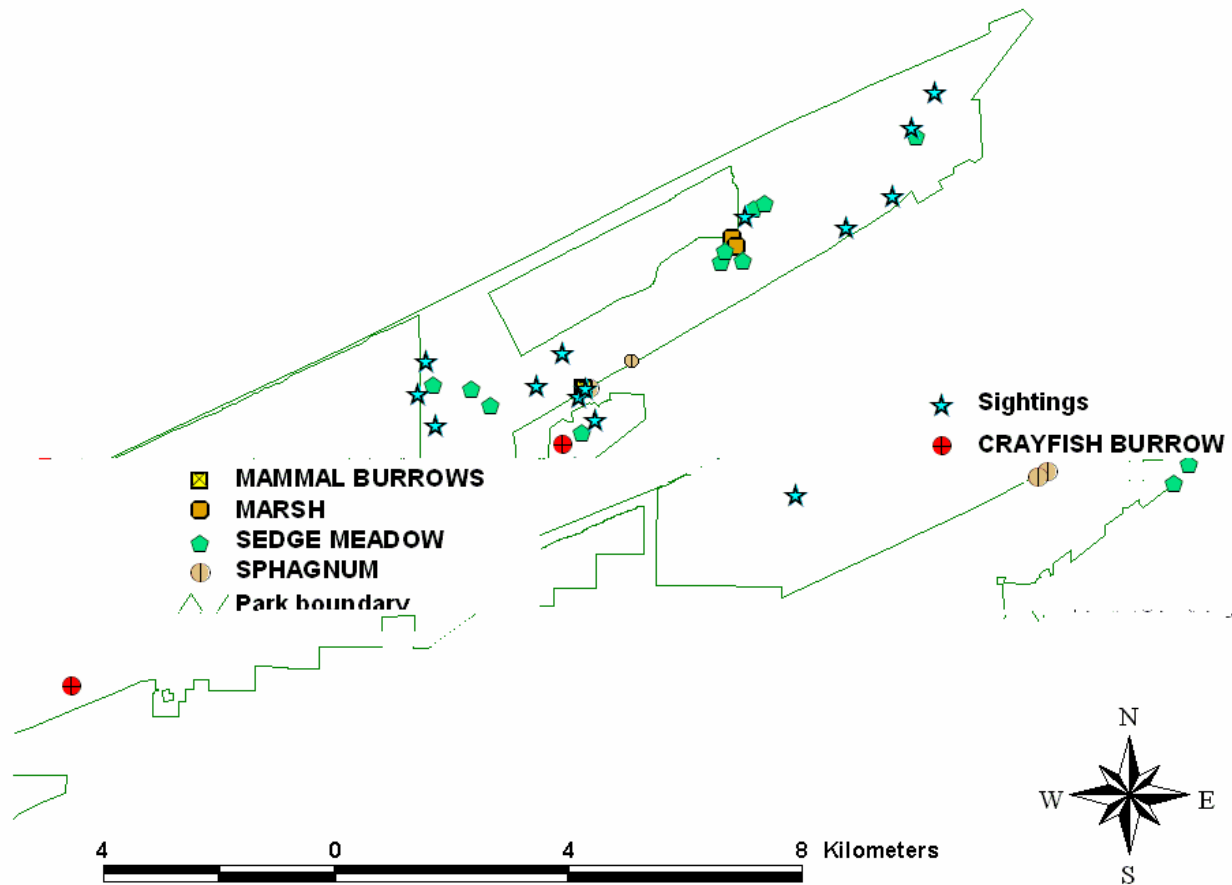 Sightings
CRAYFISH BURROW
MAMMAL BURROWS
MARSH
SEDGE MEADOW
SPHAGNUM
Park boundary
N
W E
S
4 0 4 8 Kilometers